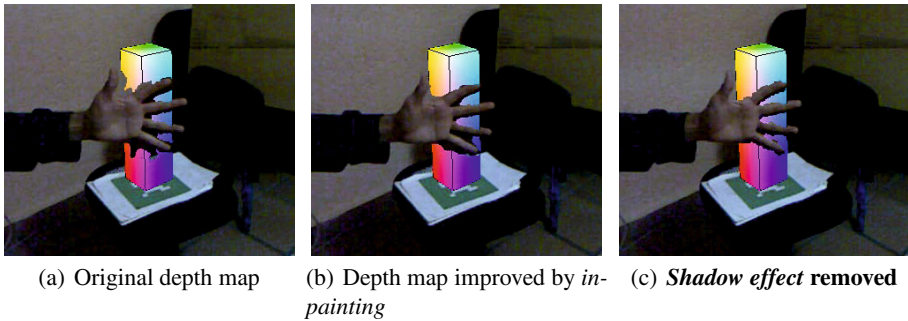 (a) Original depth map
(b) Depth map improved by in-
painting
(c) Shadow effect removed